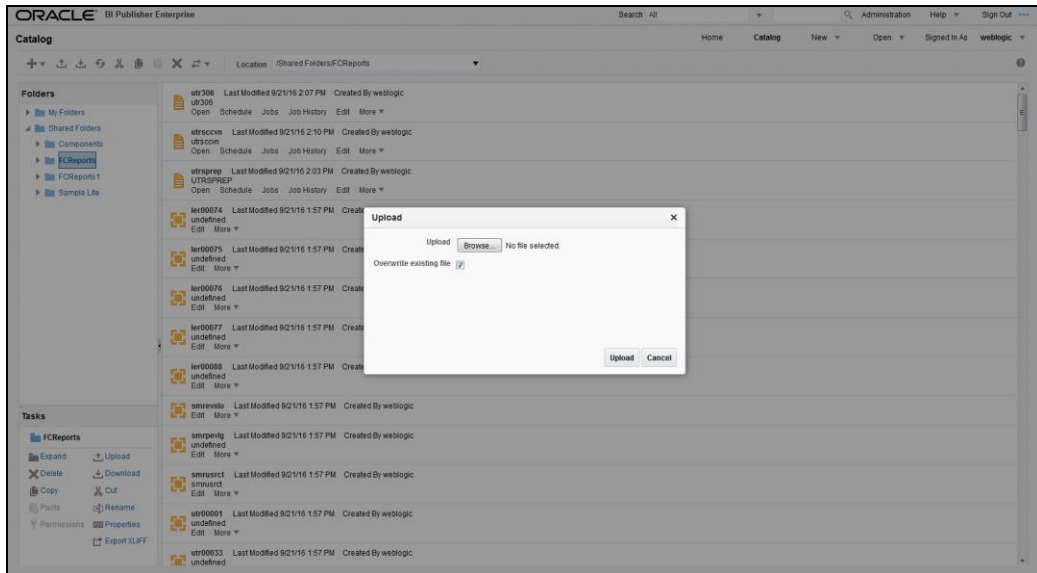 ORACLE BI Publisher Enterprise Search All Administration Help Sign Out
Catalog Home Catalog New Open Signed In As weblogic
Location /Shared Folders/FCReports
Folders
My Folders
Shared Folders
Components
FCReports
FCReports1
Sample Lite
utr306 Last Modified 9/21/16 2:07 PM Created By weblogic
utr306
Open Schedule Jobs Job History Edit More
utrsccvn Last Modified 9/21/16 2:10 PM Created By weblogic
utrsccvn
Open Schedule Jobs Job History Edit More
utrsprep Last Modified 9/21/16 2:03 PM Created By weblogic
UTRSPREP
Open Schedule Jobs Job History Edit More
ler00074 Last Modified 9/21/16 1:57 PM Create
undefined
Edit More
ler00075 Last Modified 9/21/16 1:57 PM Create
undefined
Edit More
ler00076 Last Modified 9/21/16 1:57 PM Create
undefined
Edit More
ler00077 Last Modified 9/21/16 1:57 PM Create
undefined
Edit More
ler00088 Last Modified 9/21/16 1:57 PM Create
undefined
Edit More
smrevnlo Last Modified 9/21/16 1:57 PM Created By weblogic
Edit More
smrpevlg Last Modified 9/21/16 1:57 PM Created By weblogic
undefined
Edit More
smrusrct Last Modified 9/21/16 1:57 PM Created By weblogic
smrusrct
Edit More
utr00001 Last Modified 9/21/16 1:57 PM Created By weblogic
undefined
Edit More
utr00033 Last Modified 9/21/16 1:57 PM Created By weblogic
undefined
Upload
Upload Browse... No file selected.
Overwrite existing file
Upload Cancel
Tasks
FCReports
Expand Upload
Delete Download
Copy Cut
Paste Rename
Permissions Properties
Export XLIFF